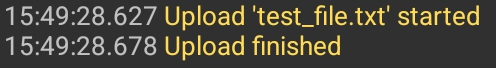 15:49:28.627 Upload 'test_file.txt' started
15:49:28.678 Upload finished